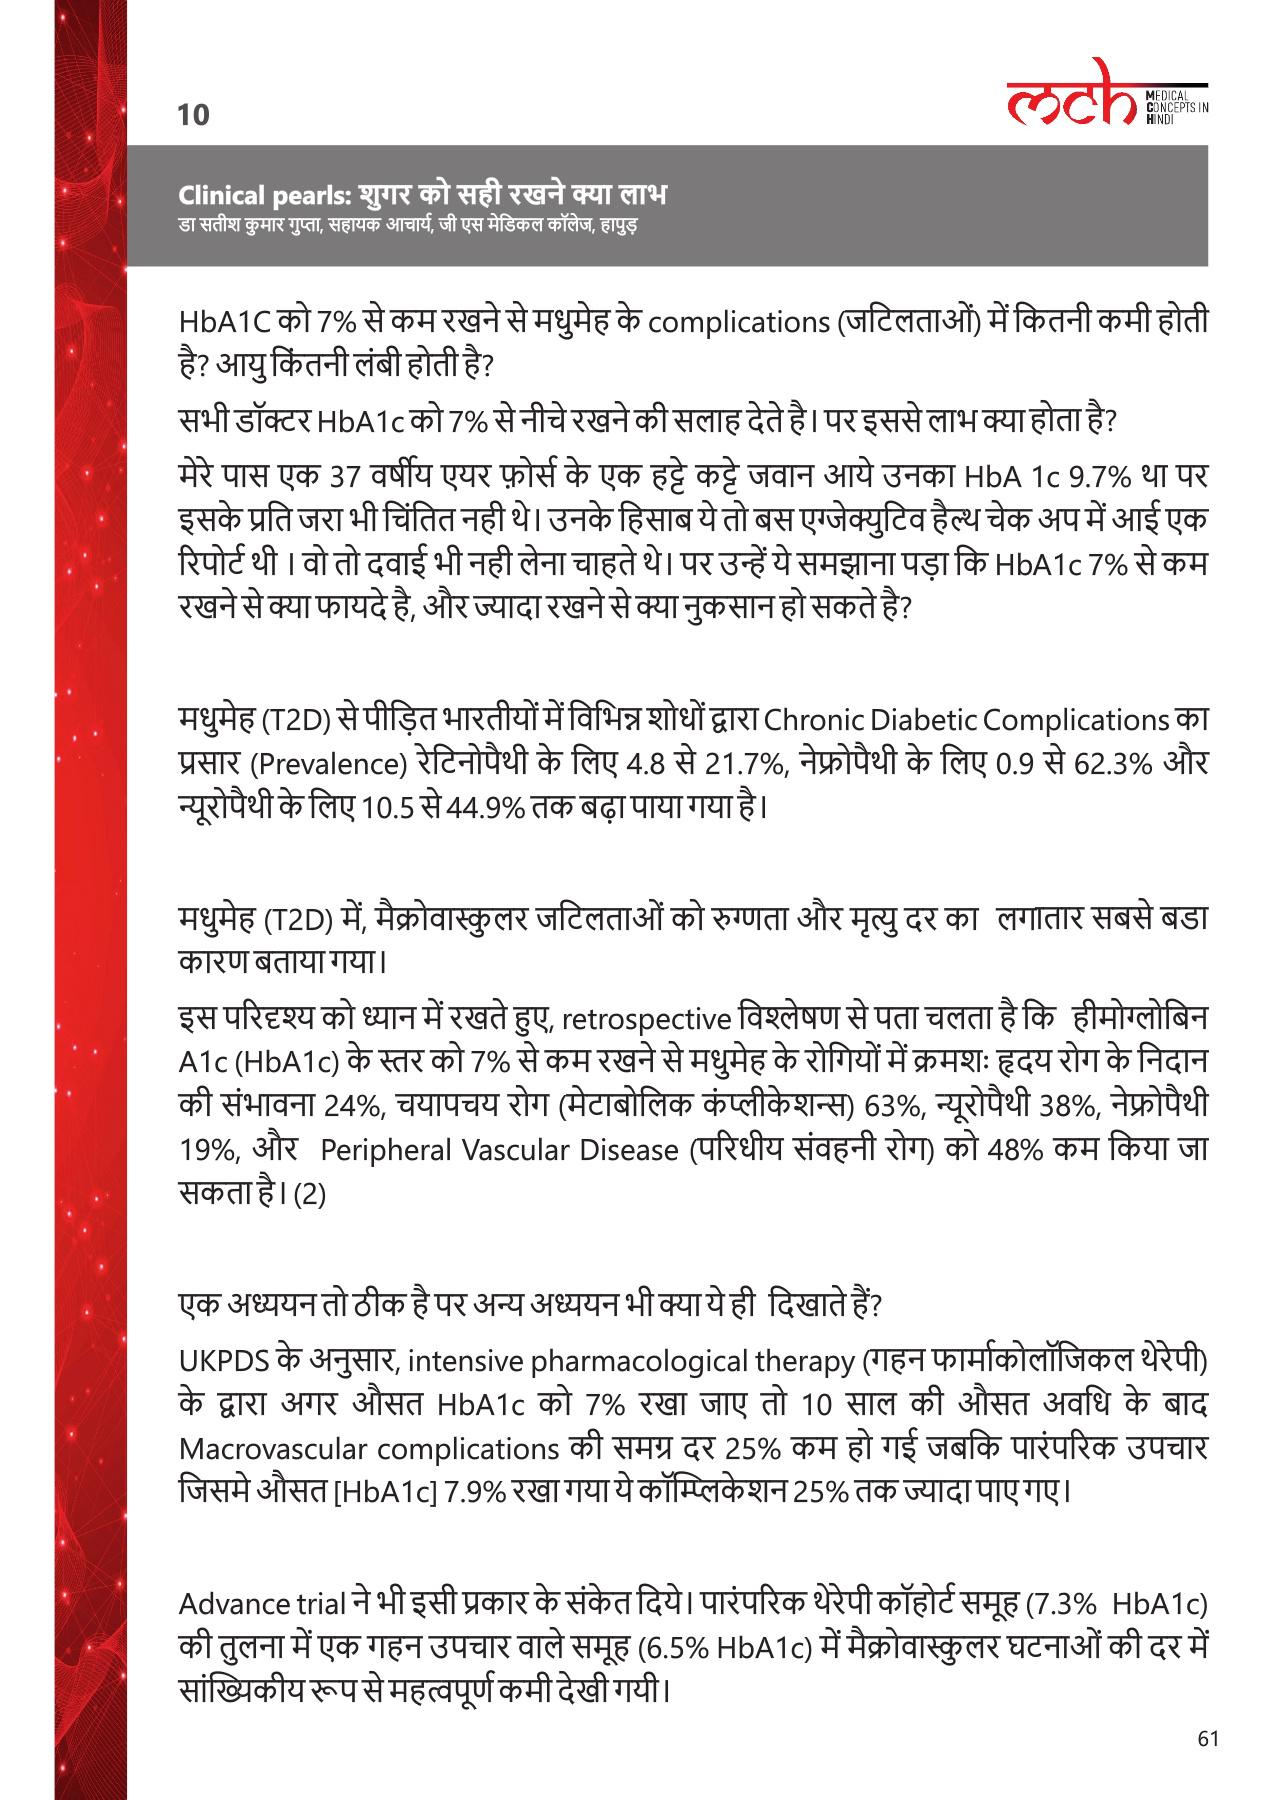 10
mch
MEDICAL
CONCEPTS IN
HINDI
Clinical pearls: शुगर को सही रखने क्या लाभ
डा सतीश कुमार गुप्ता, सहायक आचार्य, जी एस मेडिकल कॉलेज, हापुड़
HbA1C को 7% से कम रखने से मधुमेह के complications (जटिलताओं) में कितनी कमी होती
है? आयु किंतनी लंबी होती है?
सभी डॉक्टर HbA1c को 7% से नीचे रखने की सलाह देते है। पर इससे लाभ क्या होता है?
मेरे पास एक 37 वर्षीय एयर फ़ोर्स के एक हट्टे कट्टे जवान आये उनका HbA 1c 9.7% था पर
इसके प्रति जरा भी चिंतित नही थे। उनके हिसाब ये तो बस एग्जेक्युटिव हैल्थ चेक अप में आई एक
रिपोर्ट थी । वो तो दवाई भी नही लेना चाहते थे। पर उन्हें ये समझाना पड़ा कि HbA1c 7% से कम
रखने से क्या फायदे है, और ज्यादा रखने से क्या नुकसान हो सकते है?
मधुमेह (T2D) से पीड़ित भारतीयों में विभिन्न शोधों द्वारा Chronic Diabetic Complications का
प्रसार (Prevalence) रेटिनोपैथी के लिए 4.8 से 21.7%, नेफ्रोपैथी के लिए 0.9 से 62.3% और
न्यूरोपैथी के लिए 10.5 से 44.9% तक बढ़ा पाया गया है।
मधुमेह (T2D) में, मैक्रोवास्कुलर जटिलताओं को रुग्णता और मृत्यु दर का लगातार सबसे बडा
कारण बताया गया।
इस परिदृश्य को ध्यान में रखते हुए, retrospective विश्लेषण से पता चलता है कि हीमोग्लोबिन
A1c (HbA1c) के स्तर को 7% से कम रखने से मधुमेह के रोगियों में क्रमशः हृदय रोग के निदान
की संभावना 24%, चयापचय रोग (मेटाबोलिक कंप्लीकेशन्स) 63%, न्यूरोपैथी 38%, नेफ्रोपैथी
19%, और Peripheral Vascular Disease (परिधीय संवहनी रोग) को 48% कम किया जा
सकता है। (2)
एक अध्ययन तो ठीक है पर अन्य अध्ययन भी क्या ये ही दिखाते हैं?
UKPDS के अनुसार, intensive pharmacological therapy (गहन फार्माकोलॉजिकल थेरेपी)
के द्वारा अगर औसत HbA1c को 7% रखा जाए तो 10 साल की औसत अवधि के बाद
Macrovascular complications की समग्र दर 25% कम हो गई जबकि पारंपरिक उपचार
जिसमे औसत [HbA1c] 7.9% रखा गया ये कॉम्प्लिकेशन 25% तक ज्यादा पाए गए।
Advance trial ने भी इसी प्रकार के संकेत दिये। पारंपरिक थेरेपी कॉहोर्ट समूह (7.3% HbA1c)
की तुलना में एक गहन उपचार वाले समूह (6.5% HbA1c) में मैक्रोवास्कुलर घटनाओं की दर में
सांख्यिकीय रूप से महत्वपूर्ण कमी देखी गयी।
61